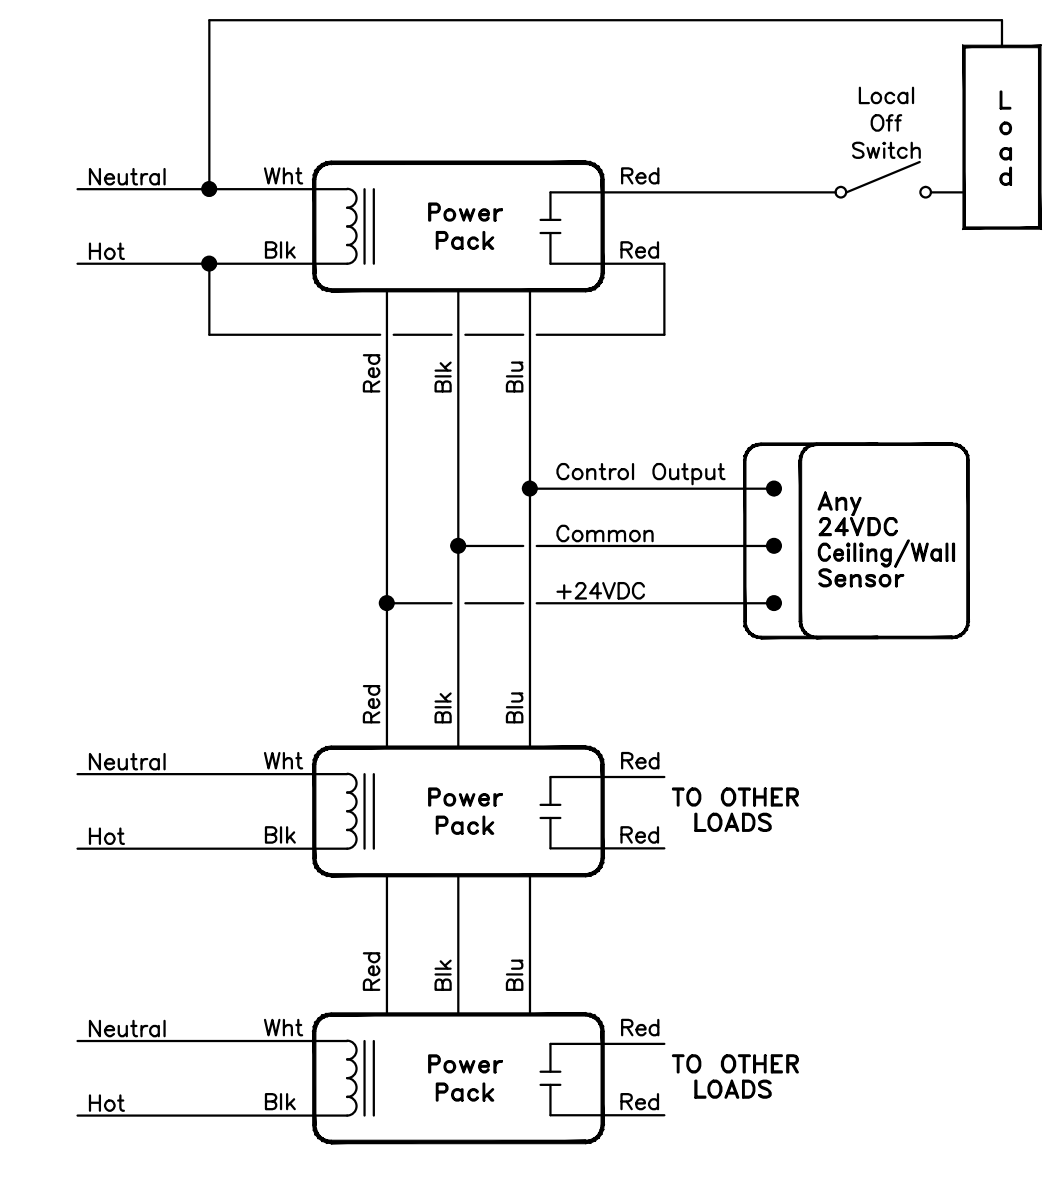 Local
Off
Switch
L
o
a
d
Neutral
Wht
Power
Pack
Red
Hot
Blk
Red
Red
Blk
Blu
Control Output
Common
+24VDC
Any
24VDC
Ceiling/Wall
Sensor
Red
Blk
Blu
Neutral
Wht
Power
Pack
Red
TO OTHER
LOADS
Hot
Blk
Red
Red
Blk
Blu
Neutral
Wht
Power
Pack
Red
TO OTHER
LOADS
Hot
Blk
Red